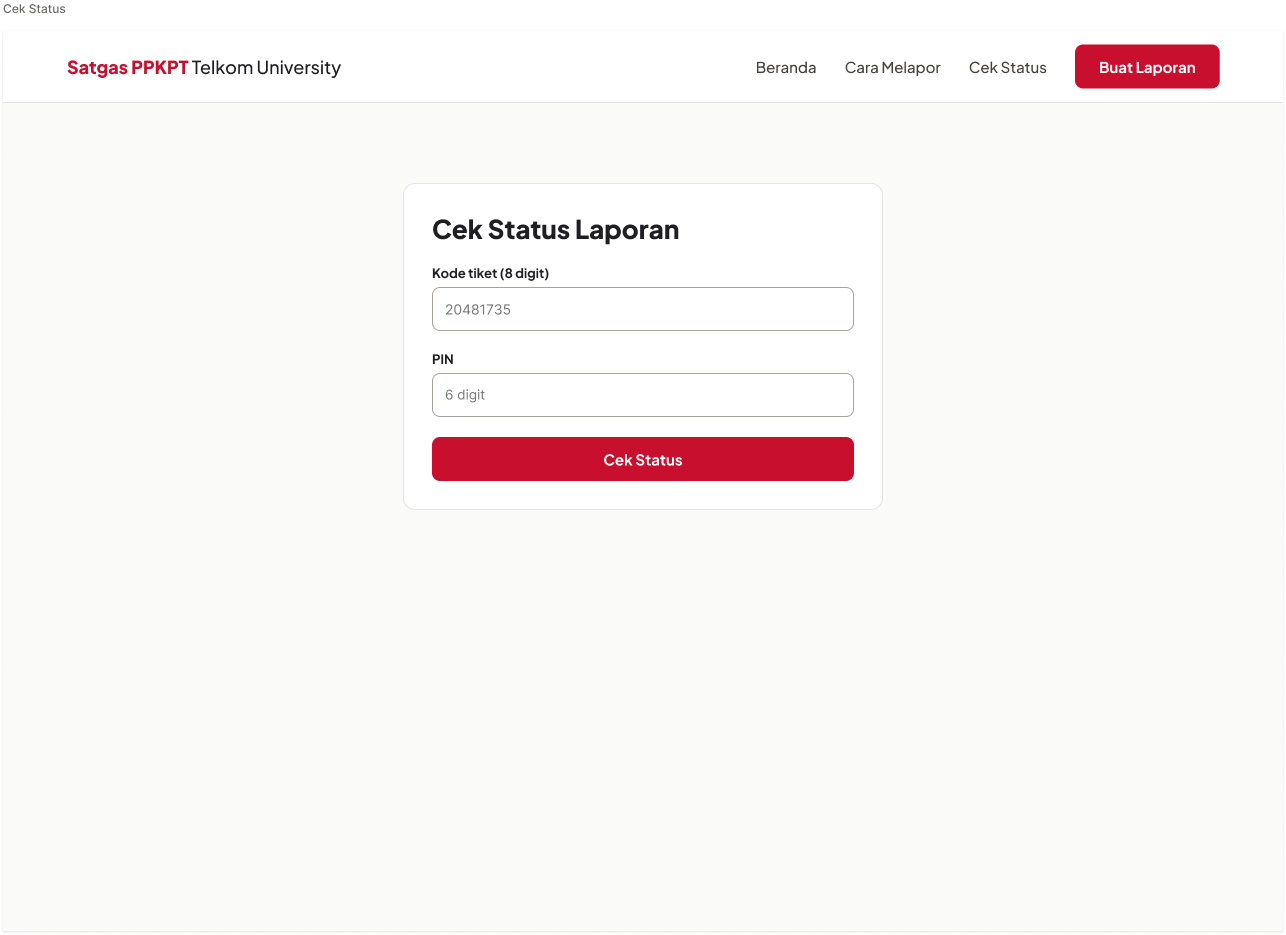 Cek Status
Satgas PPKPT Telkom University
Beranda
Cara Melapor
Cek Status
Buat Laporan
Cek Status Laporan
Kode tiket (8 digit)
20481735
PIN
6 digit
Cek Status